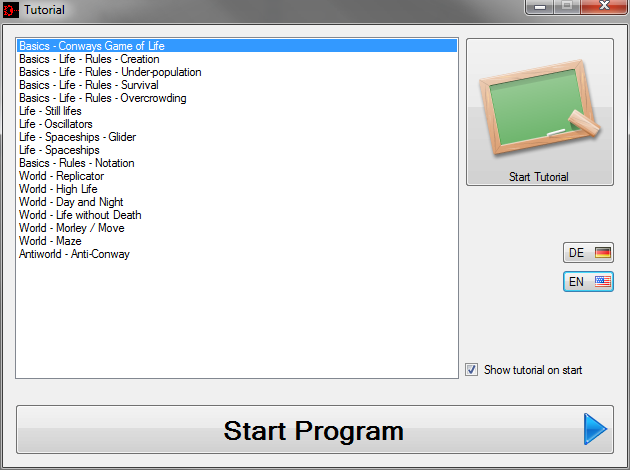 Tutorial
Basics - Conways Game of Life
Basics - Life - Rules - Creation
Basics - Life - Rules - Under-population
Basics - Life - Rules - Survival
Basics - Life - Rules - Overcrowding
Life - Still lifes
Life - Oscillators
Life - Spaceships - Glider
Life - Spaceships
Basics - Rules - Notation
World - Replicator
World - High Life
World - Day and Night
World - Life without Death
World - Morley / Move
World - Maze
Antiworld - Anti-Conway
Start Tutorial
DE
EN
Show tutorial on start
Start Program